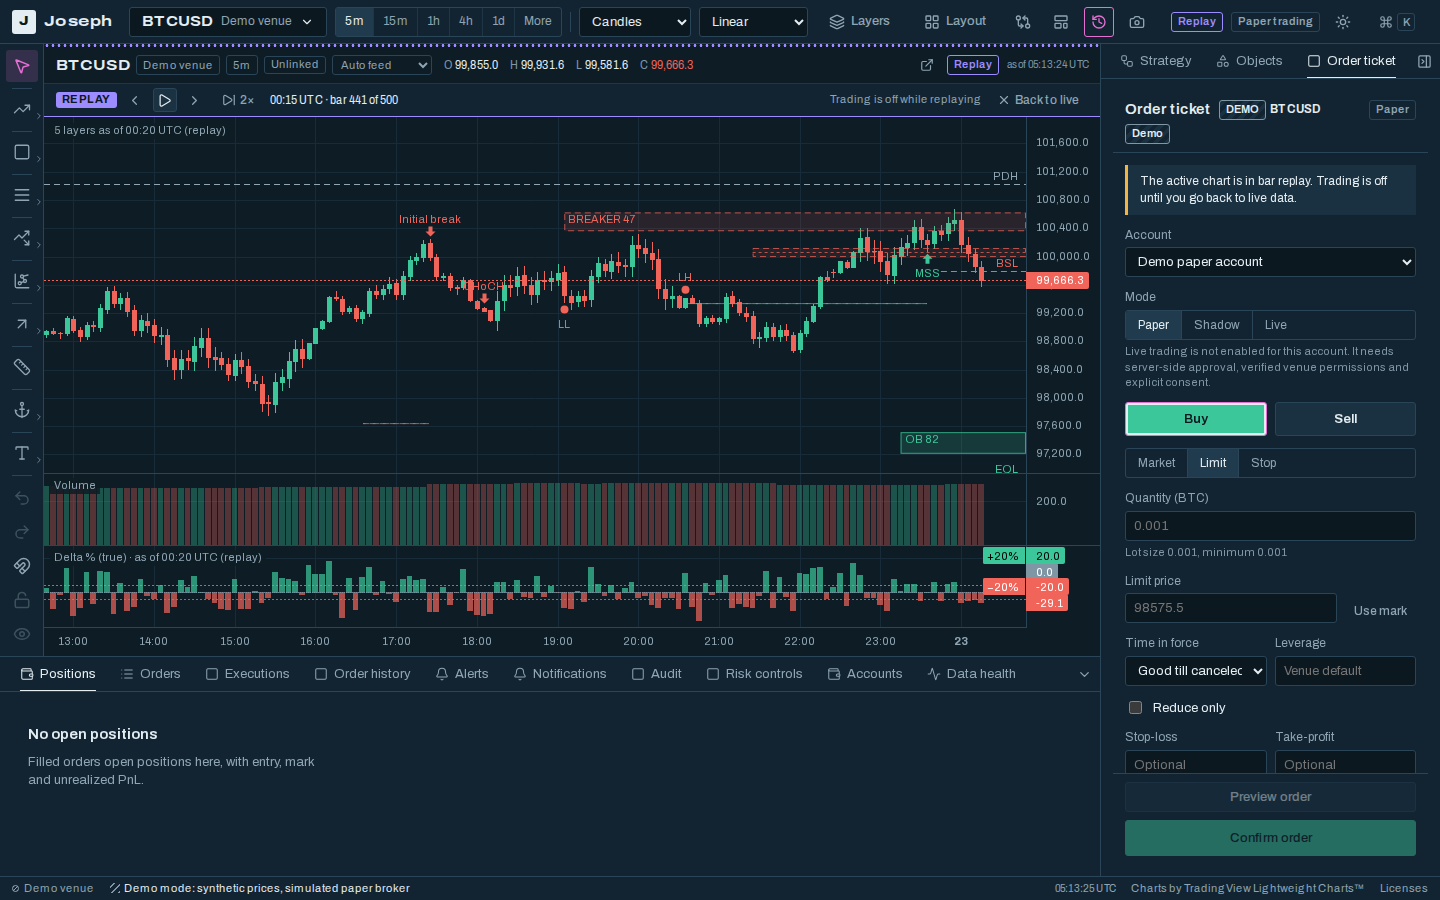 J Joseph BTCUSD Demo venue 5m 15m 1h 4h 1d More Candles Linear Layers Layout Replay Paper trading ⌘ K
BTCUSD Demo venue 5m Unlinked Auto feed O 99,855.0 H 99,931.6 L 99,581.6 C 99,666.3 Replay as of 05:13:24 UTC
REPLAY 2× 00:15 UTC · bar 441 of 500 Trading is off while replaying Back to live
5 layers as of 00:20 UTC (replay)
101,600.0
101,200.0
100,800.0
100,400.0
100,000.0
99,666.3
99,200.0
98,800.0
98,400.0
98,000.0
97,600.0
97,200.0
PDH
Initial break
BREAKER 47
BSL
MSS
LH
LL
OB 82
EQL
Volume
200.0
Delta % (true) · as of 00:20 UTC (replay)
+20% 20.0
0.0
−20% -20.0
-29.1
13:00 14:00 15:00 16:00 17:00 18:00 19:00 20:00 21:00 22:00 23:00 23
Positions Orders Executions Order history Alerts Notifications Audit Risk controls Accounts Data health
No open positions
Filled orders open positions here, with entry, mark
and unrealized PnL.
Strategy Objects Order ticket
Order ticket DEMO BTCUSD Paper
Demo
The active chart is in bar replay. Trading is off
until you go back to live data.
Account
Demo paper account
Mode
Paper Shadow Live
Live trading is not enabled for this account. It needs
server-side approval, verified venue permissions and
explicit consent.
Buy Sell
Market Limit Stop
Quantity (BTC)
0.001
Lot size 0.001, minimum 0.001
Limit price
98575.5 Use mark
Time in force Leverage
Good till canceled Venue default
Reduce only
Stop-loss Take-profit
Optional Optional
Preview order
Confirm order
Demo venue Demo mode: synthetic prices, simulated paper broker 05:13:25 UTC Charts by TradingView Lightweight Charts™ Licenses